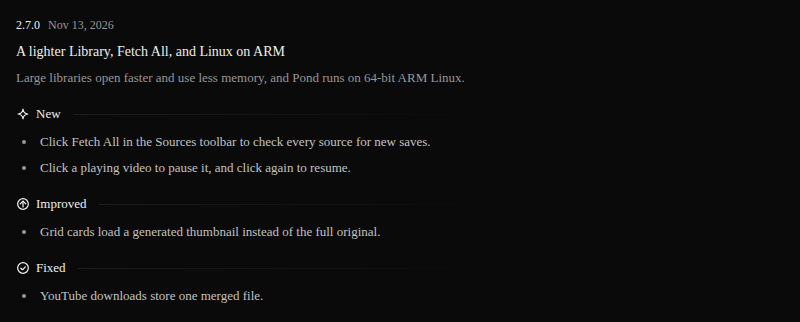 2.7.0 Nov 13, 2026
A lighter Library, Fetch All, and Linux on ARM
Large libraries open faster and use less memory, and Pond runs on 64-bit ARM Linux.
New
Click Fetch All in the Sources toolbar to check every source for new saves.
Click a playing video to pause it, and click again to resume.
Improved
Grid cards load a generated thumbnail instead of the full original.
Fixed
YouTube downloads store one merged file.